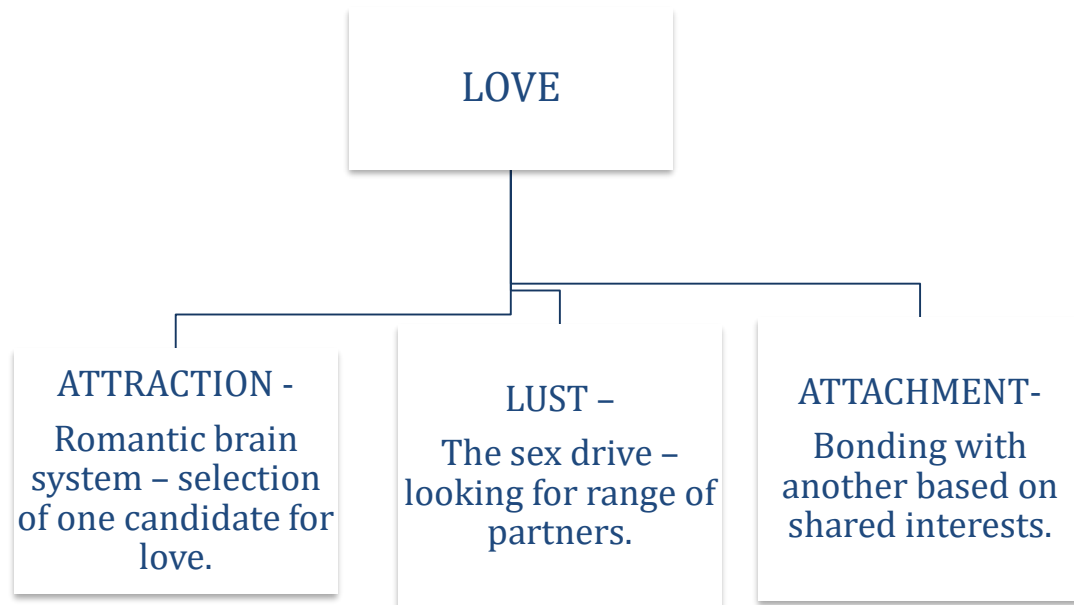 LOVE
ATTRACTION -
Romantic brain
system – selection
of one candidate for
love.
LUST –
The sex drive –
looking for range of
partners.
ATTACHMENT-
Bonding with
another based on
shared interests.